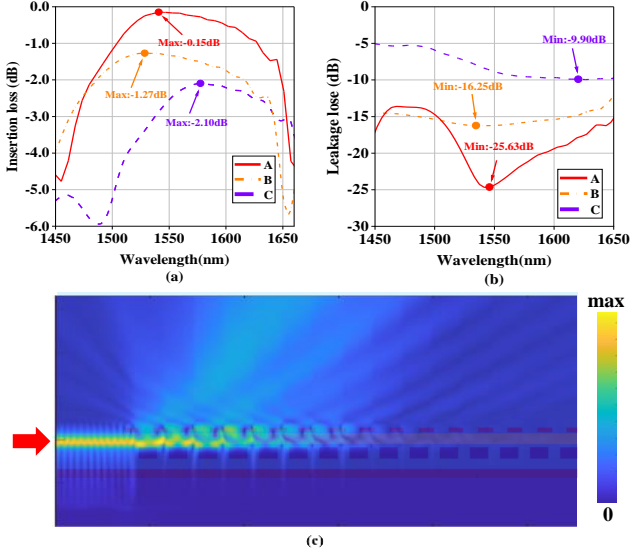 0.0
-1.0
-2.0
-3.0
-4.0
-5.0
-6.0
Insertion loss (dB)
Max:-0.15dB
Max:-1.27dB
Max:-2.10dB
A
B
C
1450 1500 1550 1600 1650
Wavelength(nm)
(a)
0
-5
-10
-15
-20
-25
-30
Leakage lose (dB)
Min:-9.90dB
Min:-16.25dB
Min:-25.63dB
A
B
C
1450 1500 1550 1600 1650
Wavelength(nm)
(b)
max
0
(c)